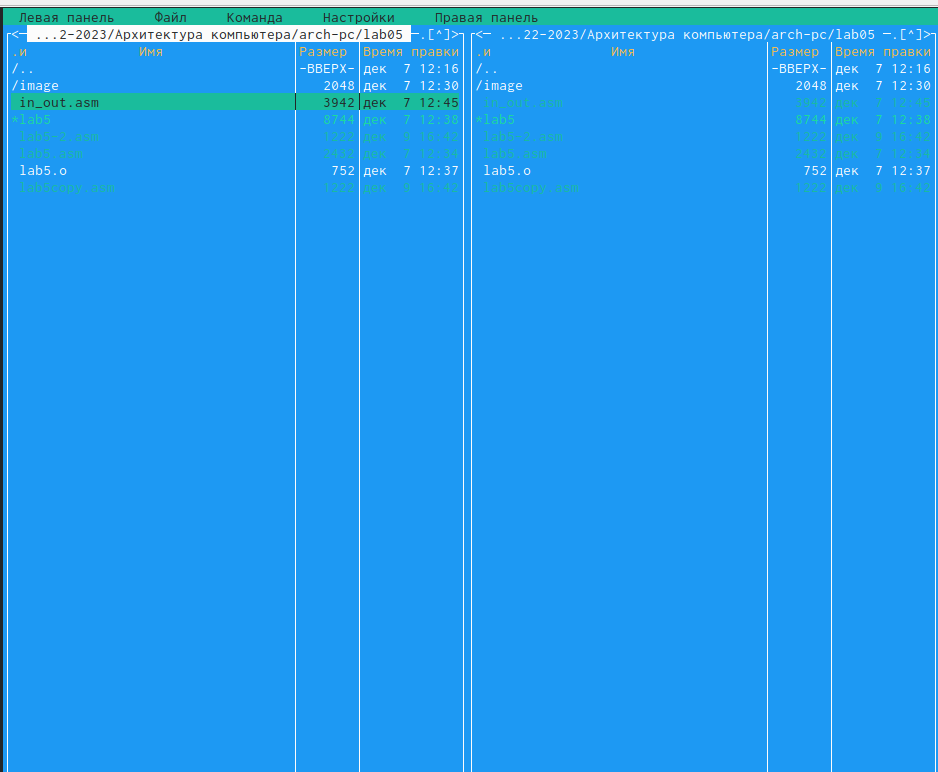 Левая панель Файл Команда Настройки Правая панель
<─ ...2-2023/Архитектура компьютера/arch-pc/lab05 ─.[^]>
.и Имя Размер Время правки
/.. -ВВЕРХ- дек 7 12:16
/image 2048 дек 7 12:30
in_out.asm 3942 дек 7 12:45
*lab5 8744 дек 7 12:38
lab5-2.asm 1222 дек 9 16:42
lab5.asm 2432 дек 7 12:34
lab5.o 752 дек 7 12:37
lab5copy.asm 1222 дек 9 16:42
<─ ...22-2023/Архитектура компьютера/arch-pc/lab05 ─.[^]>
.и Имя Размер Время правки
/.. -ВВЕРХ- дек 7 12:16
/image 2048 дек 7 12:30
in_out.asm 3942 дек 7 12:45
*lab5 8744 дек 7 12:38
lab5-2.asm 1222 дек 9 16:42
lab5.asm 2432 дек 7 12:34
lab5.o 752 дек 7 12:37
lab5copy.asm 1222 дек 9 16:42